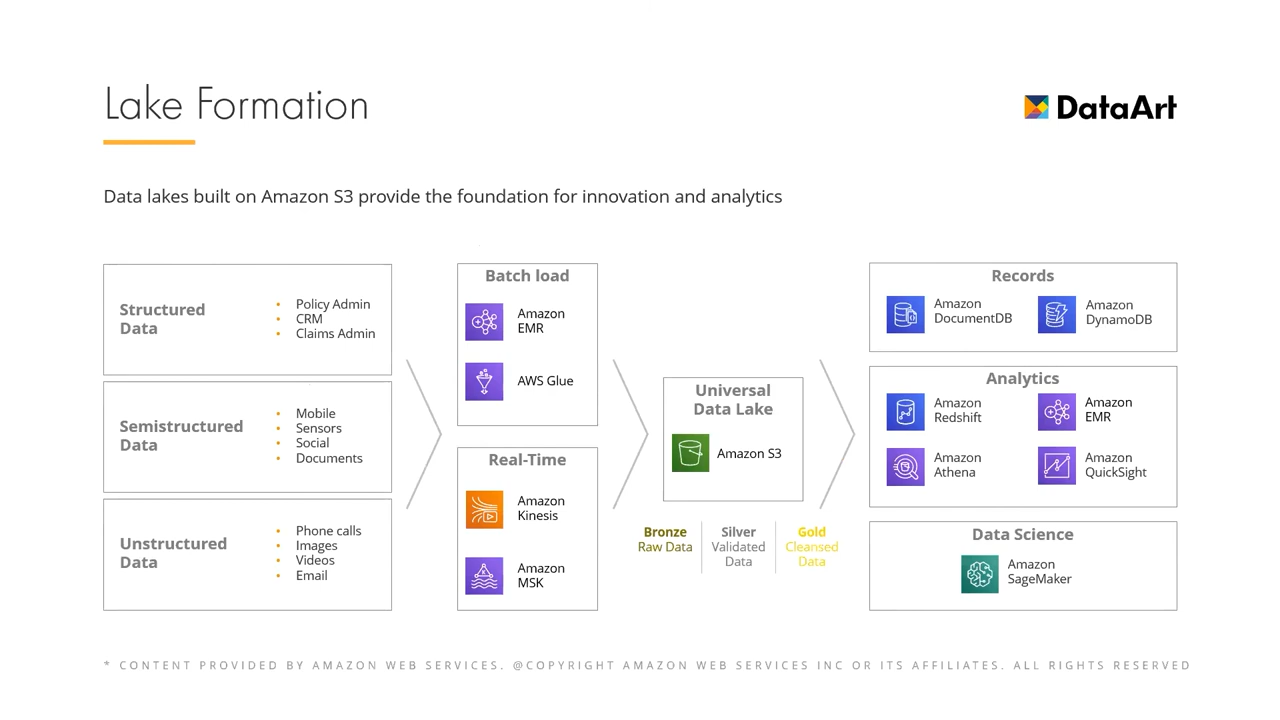 Lake Formation
DataArt
Data lakes built on Amazon S3 provide the foundation for innovation and analytics
Structured
Data
• Policy Admin
• CRM
• Claims Admin
Semistructured
Data
• Mobile
• Sensors
• Social
• Documents
Unstructured
Data
• Phone calls
• Images
• Videos
• Email
Batch load
Amazon
EMR
AWS Glue
Real-Time
Amazon
Kinesis
Amazon
MSK
Universal
Data Lake
Amazon S3
Bronze
Raw Data
Silver
Validated
Data
Gold
Cleansed
Data
Records
Amazon
DocumentDB
Amazon
DynamoDB
Analytics
Amazon
Redshift
Amazon
EMR
Amazon
Athena
Amazon
QuickSight
Data Science
Amazon
SageMaker
* CONTENT PROVIDED BY AMAZON WEB SERVICES. @COPYRIGHT AMAZON WEB SERVICES INC OR ITS AFFILIATES. ALL RIGHTS RESERVED